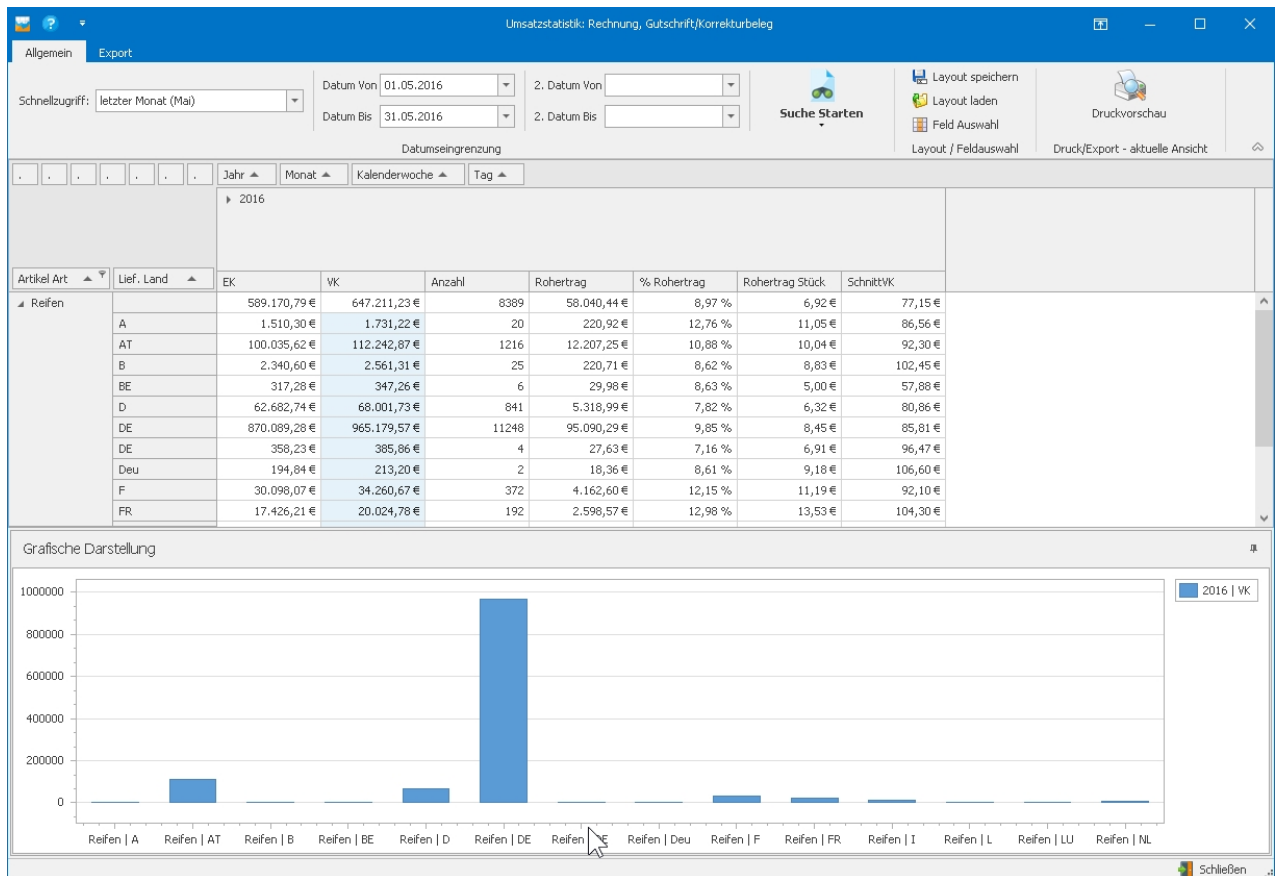 Umsatzstatistik: Rechnung, Gutschrift/Korrekturbeleg
Allgemein Export
Schnellzugriff: letzter Monat (Mai)
Datum Von 01.05.2016 2. Datum Von
Datum Bis 31.05.2016 2. Datum Bis
Datumseingrenzung
Suche Starten
Layout speichern
Layout laden
Feld Auswahl
Layout / Feldauswahl
Druckvorschau
Druck/Export - aktuelle Ansicht
. . . . . . . Jahr Monat Kalenderwoche Tag
2016
Artikel Art Lief. Land EK VK Anzahl Rohertrag % Rohertrag Rohertrag Stück SchnittVK
Reifen 589.170,79 € 647.211,23 € 8389 58.040,44 € 8,97 % 6,92 € 77,15 €
A 1.510,30 € 1.731,22 € 20 220,92 € 12,76 % 11,05 € 86,56 €
AT 100.035,62 € 112.242,87 € 1216 12.207,25 € 10,88 % 10,04 € 92,30 €
B 2.340,60 € 2.561,31 € 25 220,71 € 8,62 % 8,83 € 102,45 €
BE 317,28 € 347,26 € 6 29,98 € 8,63 % 5,00 € 57,88 €
D 62.682,74 € 68.001,73 € 841 5.318,99 € 7,82 % 6,32 € 80,86 €
DE 870.089,28 € 965.179,57 € 11248 95.090,29 € 9,85 % 8,45 € 85,81 €
DE 358,23 € 385,86 € 4 27,63 € 7,16 % 6,91 € 96,47 €
Deu 194,84 € 213,20 € 2 18,36 € 8,61 % 9,18 € 106,60 €
F 30.098,07 € 34.260,67 € 372 4.162,60 € 12,15 % 11,19 € 92,10 €
FR 17.426,21 € 20.024,78 € 192 2.598,57 € 12,98 % 13,53 € 104,30 €
Grafische Darstellung
2016 | VK
1000000
800000
600000
400000
200000
0
Reifen | A Reifen | AT Reifen | B Reifen | BE Reifen | D Reifen | DE Reifen Reifen | Deu Reifen | F Reifen | FR Reifen | I Reifen | L Reifen | LU Reifen | NL
Schließen